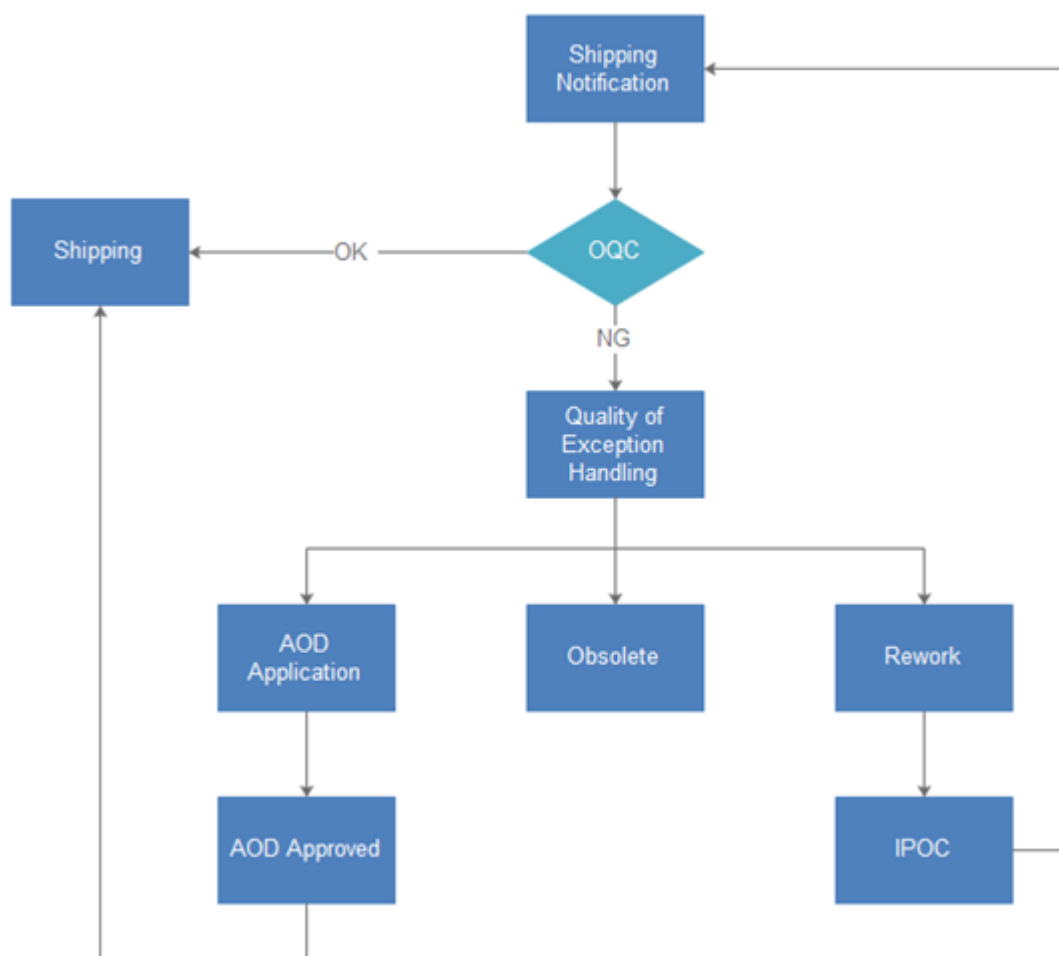 Shipping
Notification
Shipping
OK
OQC
NG
Quality of
Exception
Handling
AOD
Application
Obsolete
Rework
AOD Approved
IPOC